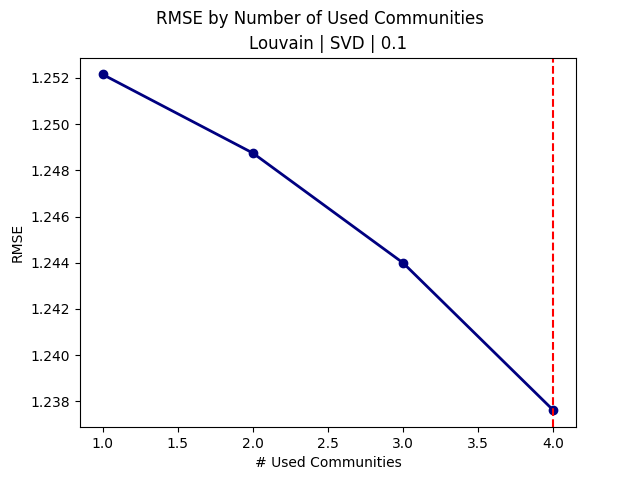 RMSE by Number of Used Communities
Louvain | SVD | 0.1
1.252
1.250
1.248
1.246
1.244
1.242
1.240
1.238
RMSE
1.0 1.5 2.0 2.5 3.0 3.5 4.0
# Used Communities